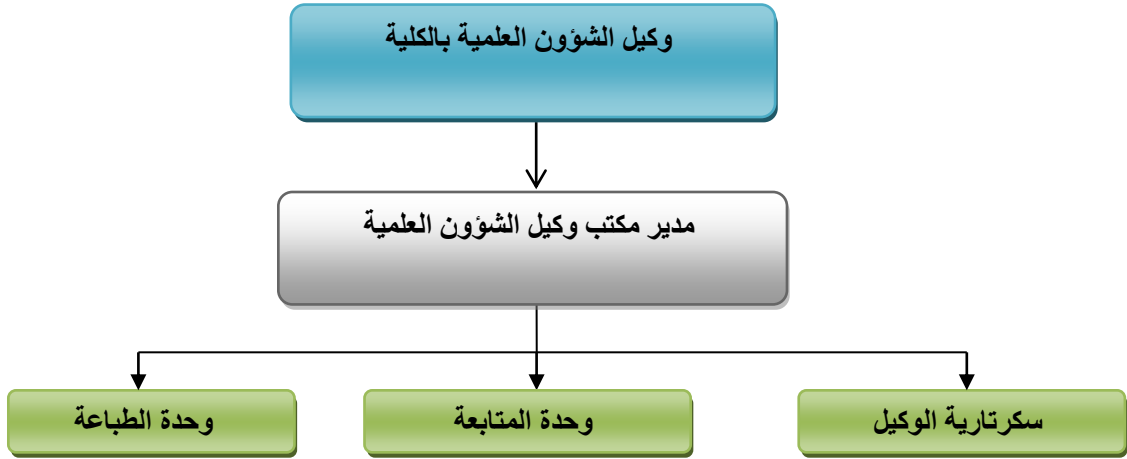 وكيل الشؤون العلمية بالكلية
مدير مكتب وكيل الشؤون العلمية
سكرتارية الوكيل
وحدة المتابعة
وحدة الطباعة